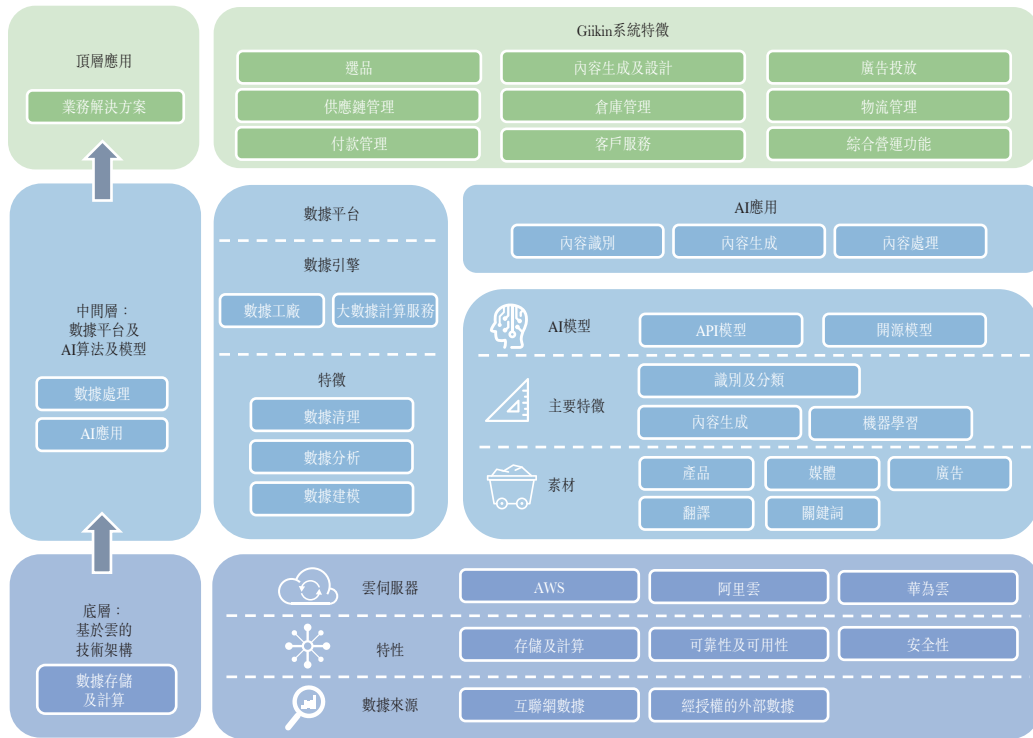 頂層應用
業務解決方案
Giikin系統特徵
選品
內容生成及設計
廣告投放
供應鏈管理
倉庫管理
物流管理
付款管理
客戶服務
綜合營運功能
中間層：
數據平台及
AI算法及模型
數據處理
AI應用
數據平台
數據引擎
數據工廠
大數據計算服務
特徵
數據清理
數據分析
數據建模
AI應用
內容識別
內容生成
內容處理
AI模型
API模型
開源模型
主要特徵
識別及分類
內容生成
機器學習
素材
產品
媒體
廣告
翻譯
關鍵詞
底層：
基於雲的
技術架構
數據存儲
及計算
雲伺服器
AWS
阿里雲
華為雲
特性
存儲及計算
可靠性及可用性
安全性
數據來源
互聯網數據
經授權的外部數據